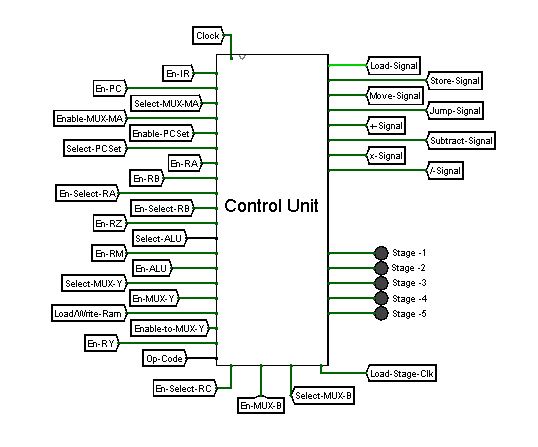 Clock
En-IR
En-PC
Select-MUX-MA
Enable-MUX-MA
Enable-PCSet
Select-PCSet
En-RA
En-RB
En-Select-RA
En-Select-RB
En-RZ
Select-ALU
En-RM
En-ALU
Select-MUX-Y
En-MUX-Y
Load/Write-Ram
Enable-to-MUX-Y
En-RY
Op-Code
Control Unit
Load-Signal
Store-Signal
Move-Signal
Jump-Signal
+-Signal
Subtract-Signal
x-Signal
/-Signal
Stage -1
Stage -2
Stage -3
Stage -4
Stage -5
Load-Stage-Clk
En-Select-RC
En-MUX-B
Select-MUX-B